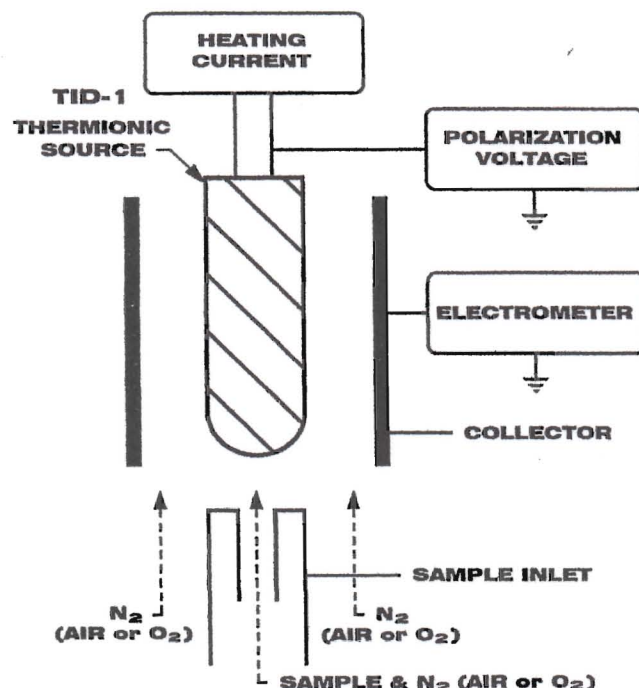 HEATING
CURRENT
TID-1
THERMIONIC
SOURCE
POLARIZATION
VOLTAGE
ELECTROMETER
COLLECTOR
SAMPLE INLET
N₂
(AIR or O₂)
N₂
(AIR or O₂)
SAMPLE & N₂ (AIR or O₂)